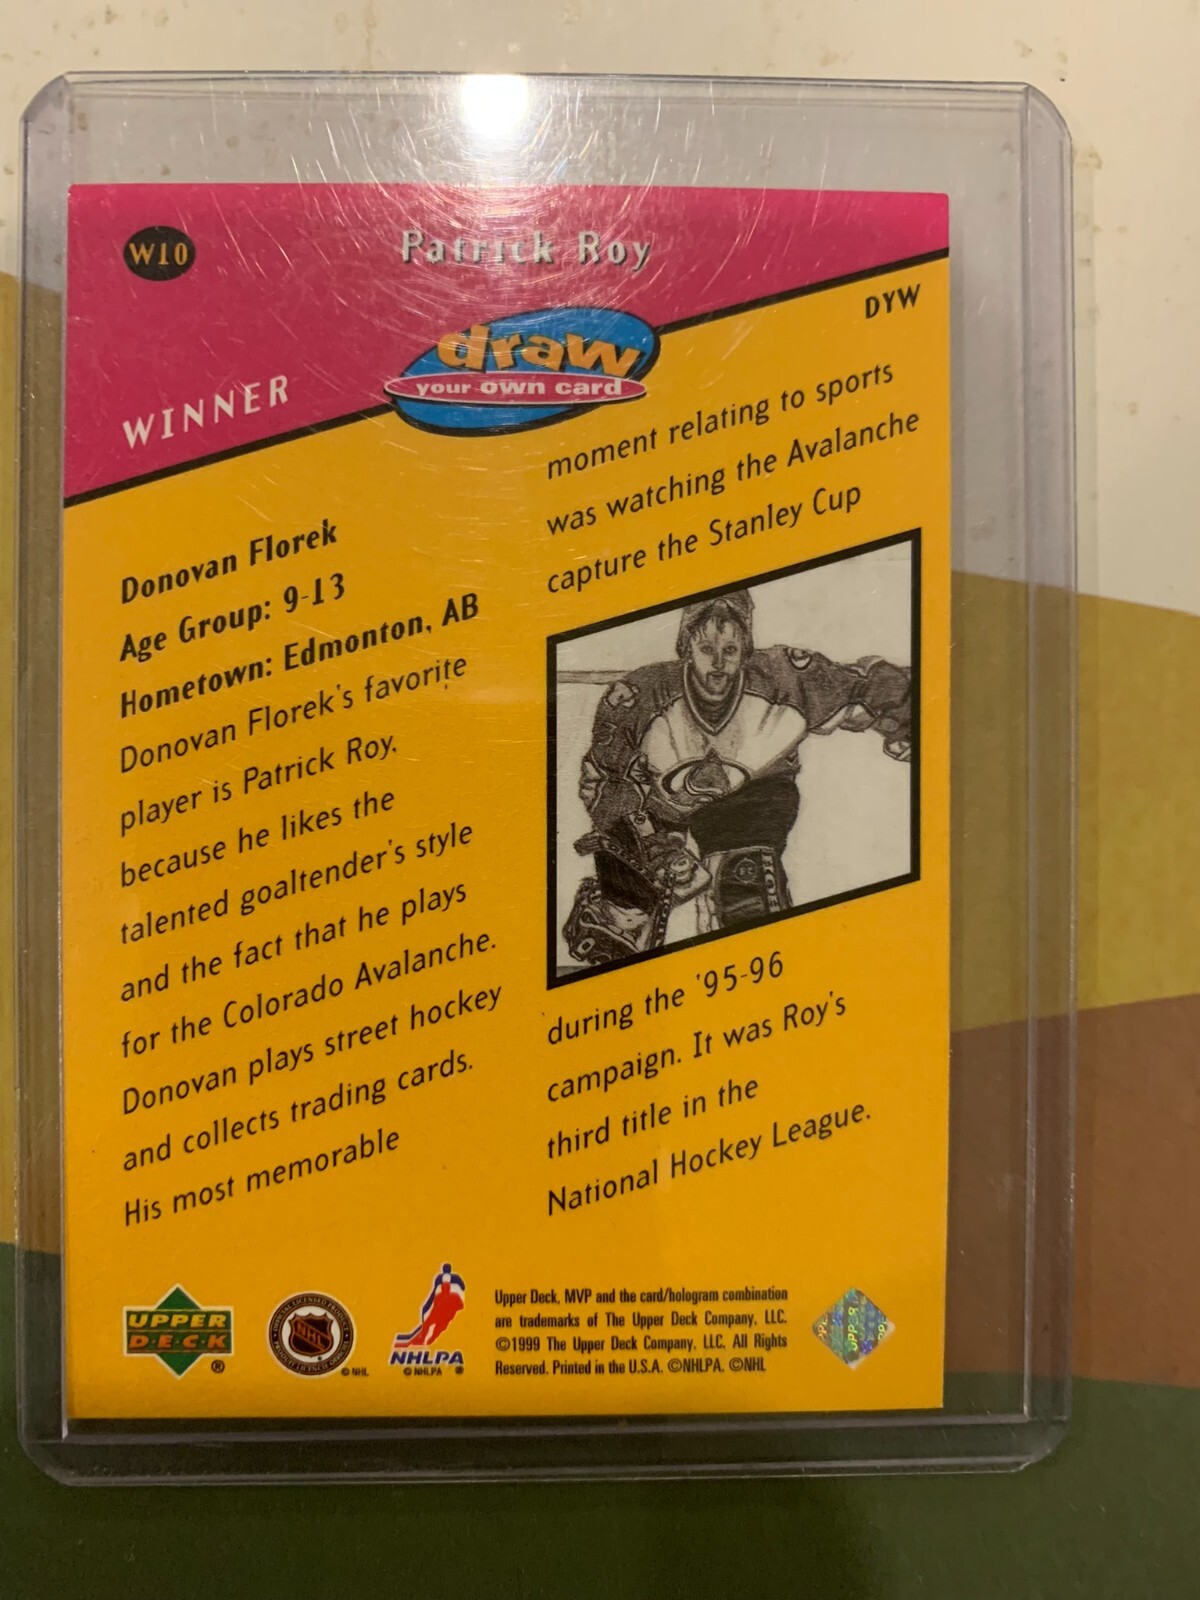 W10
Patrick Roy
DYW
draw
your own card
WINNER
Donovan Florek
Age Group: 9-13
Hometown: Edmonton, AB
Donovan Florek's favorite
player is Patrick Roy.
because he likes the
talented goaltender's style
and the fact that he plays
for the Colorado Avalanche.
Donovan plays street hockey
and collects trading cards.
His most memorable
moment relating to sports
was watching the Avalanche
capture the Stanley Cup
during the '95-96
campaign. It was Roy's
third title in the
National Hockey League.
UPPER
D·E·C·K
®
NHL
© NHL
NHLPA
© NHLPA ®
Upper Deck, MVP and the card/hologram combination
are trademarks of The Upper Deck Company, LLC.
©1999 The Upper Deck Company, LLC. All Rights
Reserved. Printed in the U.S.A. ©NHLPA. ©NHL